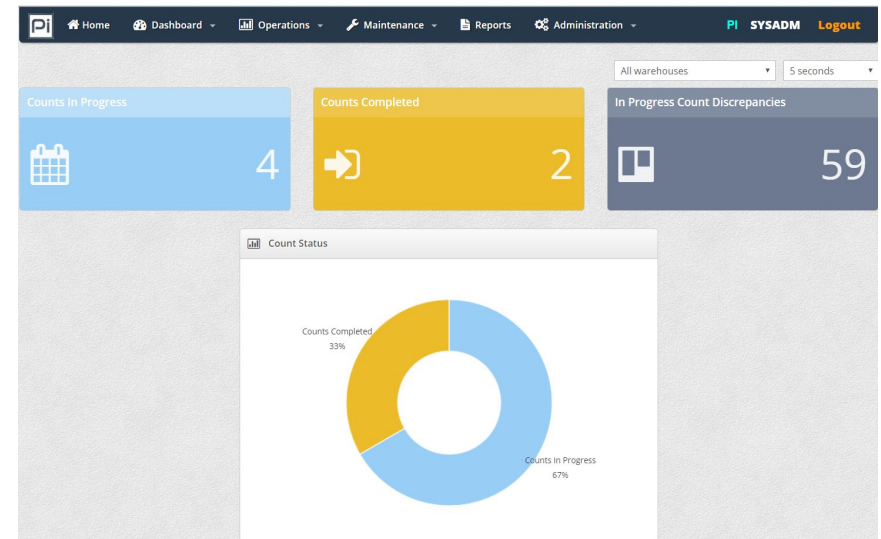 Pi Home Dashboard Operations Maintenance Reports Administration PI SYSADM Logout
All warehouses 5 seconds
Counts In Progress Counts Completed In Progress Count Discrepancies
4 2 59
Count Status
Counts Completed
33%
Counts In Progress
67%